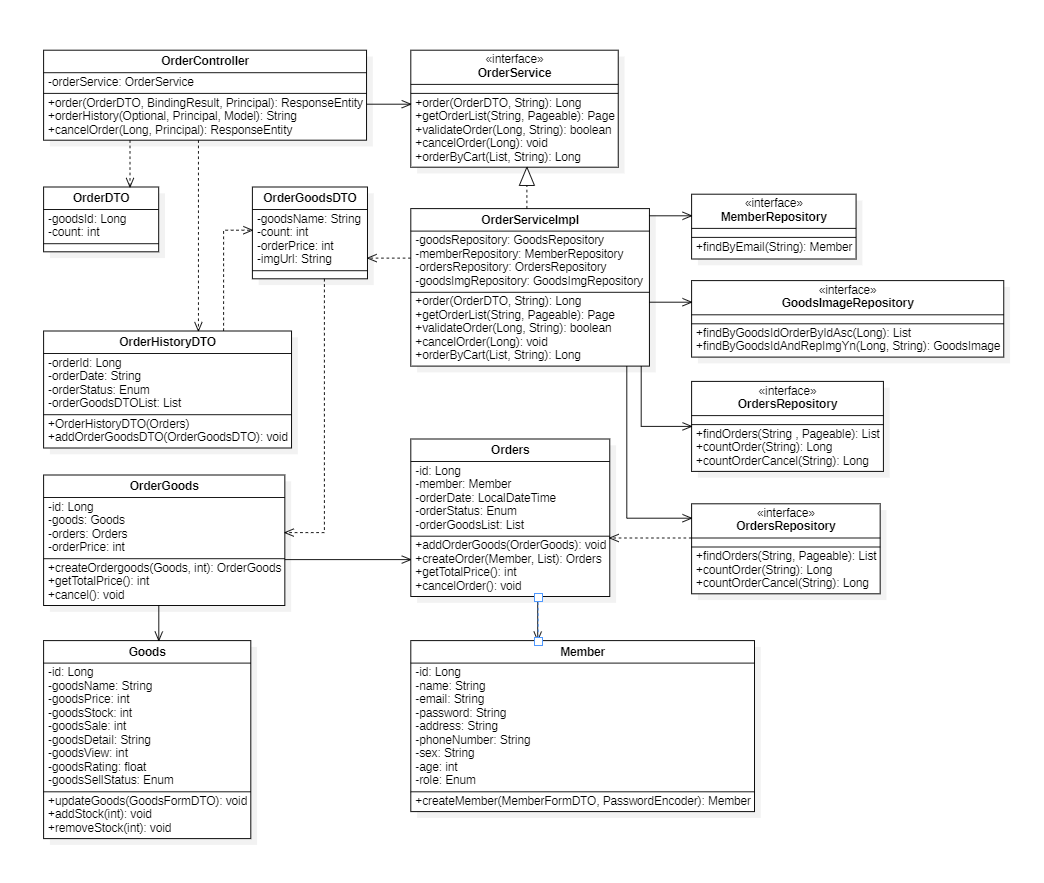 OrderController
-orderService: OrderService
+order(OrderDTO, BindingResult, Principal): ResponseEntity
+orderHistory(Optional, Principal, Model): String
+cancelOrder(Long, Principal): ResponseEntity
«interface»
OrderService
+order(OrderDTO, String): Long
+getOrderList(String, Pageable): Page
+validateOrder(Long, String): boolean
+cancelOrder(Long): void
+orderByCart(List, String): Long
OrderDTO
-goodsId: Long
-count: int
OrderGoodsDTO
-goodsName: String
-count: int
-orderPrice: int
-imgUrl: String
OrderServiceImpl
-goodsRepository: GoodsRepository
-memberRepository: MemberRepository
-ordersRepository: OrdersRepository
-goodsImgRepository: GoodsImgRepository
+order(OrderDTO, String): Long
+getOrderList(String, Pageable): Page
+validateOrder(Long, String): boolean
+cancelOrder(Long): void
+orderByCart(List, String): Long
«interface»
MemberRepository
+findByEmail(String): Member
«interface»
GoodsImageRepository
+findByGoodsIdOrderByIdAsc(Long): List
+findByGoodsIdAndRepImgYn(Long, String): GoodsImage
OrderHistoryDTO
-orderId: Long
-orderDate: String
-orderStatus: Enum
-orderGoodsDTOList: List
+OrderHistoryDTO(Orders)
+addOrderGoodsDTO(OrderGoodsDTO): void
«interface»
OrdersRepository
+findOrders(String , Pageable): List
+countOrder(String): Long
+countOrderCancel(String): Long
OrderGoods
-id: Long
-goods: Goods
-orders: Orders
-orderPrice: int
+createOrdergoods(Goods, int): OrderGoods
+getTotalPrice(): int
+cancel(): void
Orders
-id: Long
-member: Member
-orderDate: LocalDateTime
-orderStatus: Enum
-orderGoodsList: List
+addOrderGoods(OrderGoods): void
+createOrder(Member, List): Orders
+getTotalPrice(): int
+cancelOrder(): void
«interface»
OrdersRepository
+findOrders(String, Pageable): List
+countOrder(String): Long
+countOrderCancel(String): Long
Goods
-id: Long
-goodsName: String
-goodsPrice: int
-goodsStock: int
-goodsSale: int
-goodsDetail: String
-goodsView: int
-goodsRating: float
-goodsSellStatus: Enum
+updateGoods(GoodsFormDTO): void
+addStock(int): void
+removeStock(int): void
Member
-id: Long
-name: String
-email: String
-password: String
-address: String
-phoneNumber: String
-sex: String
-age: int
-role: Enum
+createMember(MemberFormDTO, PasswordEncoder): Member